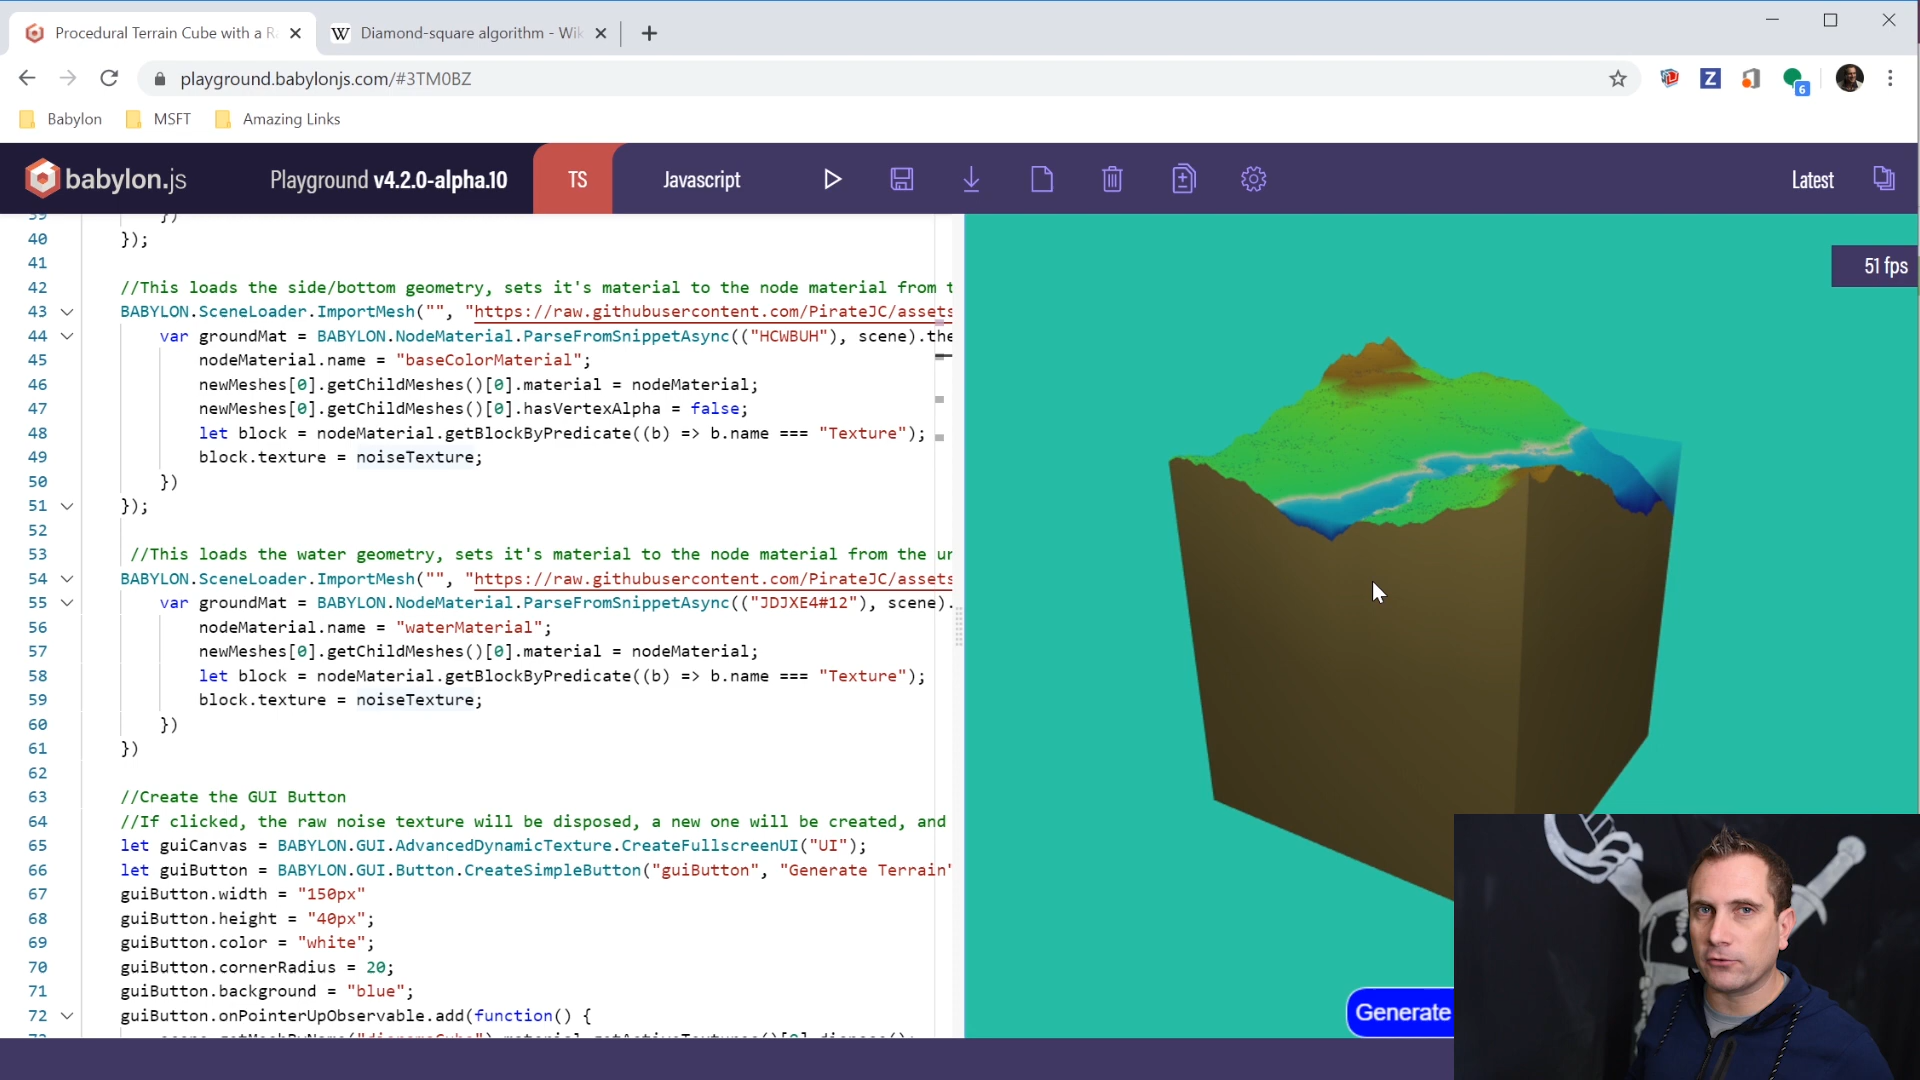 Procedural Terrain Cube with a R
Diamond-square algorithm - Wik
playground.babylonjs.com/#3TM0BZ
Z
6
Babylon
MSFT
Amazing Links
babylon.js
Playground v4.2.0-alpha.10
TS
Javascript
Latest
51 fps
39 })
40 });
41
42 //This loads the side/bottom geometry, sets it's material to the node material from t
43 BABYLON.SceneLoader.ImportMesh("", "https://raw.githubusercontent.com/PirateJC/assets
44 var groundMat = BABYLON.NodeMaterial.ParseFromSnippetAsync(("HCWBUH"), scene).the
45 nodeMaterial.name = "baseColorMaterial";
46 newMeshes[0].getChildMeshes()[0].material = nodeMaterial;
47 newMeshes[0].getChildMeshes()[0].hasVertexAlpha = false;
48 let block = nodeMaterial.getBlockByPredicate((b) => b.name === "Texture");
49 block.texture = noiseTexture;
50 })
51 });
52
53 //This loads the water geometry, sets it's material to the node material from the ur
54 BABYLON.SceneLoader.ImportMesh("", "https://raw.githubusercontent.com/PirateJC/assets
55 var groundMat = BABYLON.NodeMaterial.ParseFromSnippetAsync(("JDJXE4#12"), scene).
56 nodeMaterial.name = "waterMaterial";
57 newMeshes[0].getChildMeshes()[0].material = nodeMaterial;
58 let block = nodeMaterial.getBlockByPredicate((b) => b.name === "Texture");
59 block.texture = noiseTexture;
60 })
61 })
62
63 //Create the GUI Button
64 //If clicked, the raw noise texture will be disposed, a new one will be created, and
65 let guiCanvas = BABYLON.GUI.AdvancedDynamicTexture.CreateFullscreenUI("UI");
66 let guiButton = BABYLON.GUI.Button.CreateSimpleButton("guiButton", "Generate Terrain"
67 guiButton.width = "150px"
68 guiButton.height = "40px";
69 guiButton.color = "white";
70 guiButton.cornerRadius = 20;
71 guiButton.background = "blue";
72 guiButton.onPointerUpObservable.add(function() {
Generate